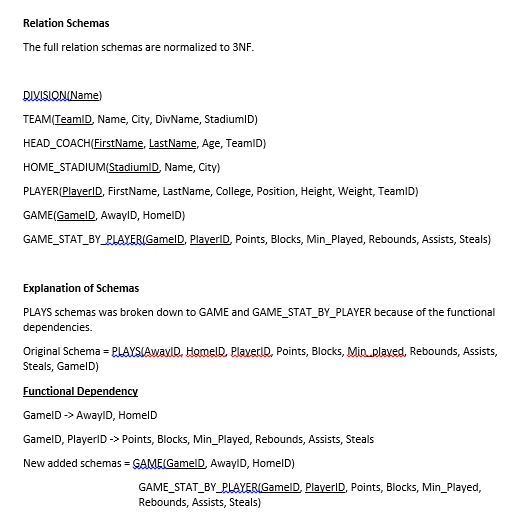 Relation Schemas
The full relation schemas are normalized to 3NF.
DIVISION(Name)
TEAM(TeamID, Name, City, DivName, StadiumID)
HEAD_COACH(FirstName, LastName, Age, TeamID)
HOME_STADIUM(StadiumID, Name, City)
PLAYER(PlayerID, FirstName, LastName, College, Position, Height, Weight, TeamID)
GAME(GameID, AwayID, HomeID)
GAME_STAT_BY_PLAYER(GameID, PlayerID, Points, Blocks, Min_Played, Rebounds, Assists, Steals)
Explanation of Schemas
PLAYS schemas was broken down to GAME and GAME_STAT_BY_PLAYER because of the functional
dependencies.
Original Schema = PLAYS(AwayID, HomeID, PlayerID, Points, Blocks, Min_played, Rebounds, Assists,
Steals, GameID)
Functional Dependency
GameID -> AwayID, HomeID
GameID, PlayerID -> Points, Blocks, Min_Played, Rebounds, Assists, Steals
New added schemas = GAME(GameID, AwayID, HomeID)
GAME_STAT_BY_PLAYER(GameID, PlayerID, Points, Blocks, Min_Played,
Rebounds, Assists, Steals)